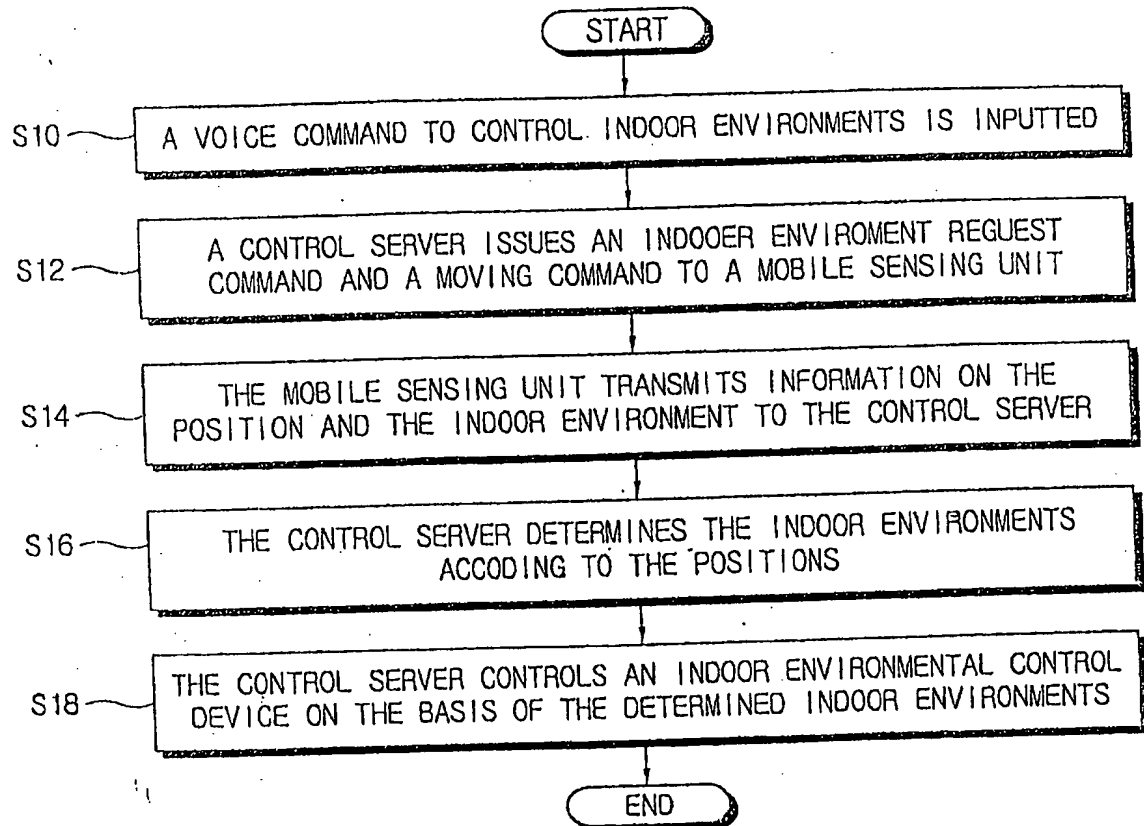 START
S10
A VOICE COMMAND TO CONTROL INDOOR ENVIRONMENTS IS INPUTTED
S12
A CONTROL SERVER ISSUES AN INDOOER ENVIROMENT REGUEST
COMMAND AND A MOVING COMMAND TO A MOBILE SENSING UNIT
S14
THE MOBILE SENSING UNIT TRANSMITS INFORMATION ON THE
POSITION AND THE INDOOR ENVIRONMENT TO THE CONTROL SERVER
S16
THE CONTROL SERVER DETERMINES THE INDOOR ENVIRONMENTS
ACCODING TO THE POSITIONS
S18
THE CONTROL SERVER CONTROLS AN INDOOR ENVIRONMENTAL CONTROL
DEVICE ON THE BASIS OF THE DETERMINED INDOOR ENVIRONMENTS
END